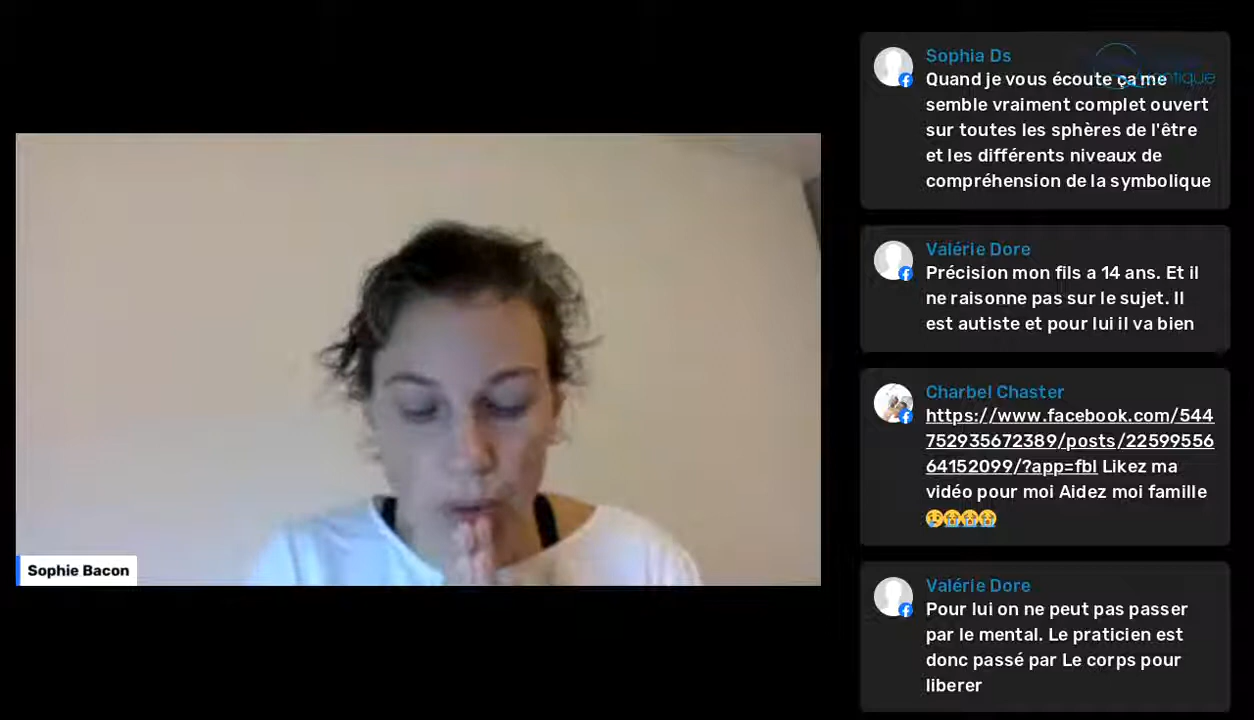 Sophia Ds
Quand je vous écoute ça me
semble vraiment complet ouvert
sur toutes les sphères de l'être
et les différents niveaux de
compréhension de la symbolique
Valérie Dore
Précision mon fils a 14 ans. Et il
ne raisonne pas sur le sujet. Il
est autiste et pour lui il va bien
Charbel Chaster
https://www.facebook.com/544
752935672389/posts/22599556
64152099/?app=fbl Likez ma
vidéo pour moi Aidez moi famille
😢😭😭😭
Valérie Dore
Pour lui on ne peut pas passer
par le mental. Le praticien est
donc passé par Le corps pour
liberer
Sophie Bacon